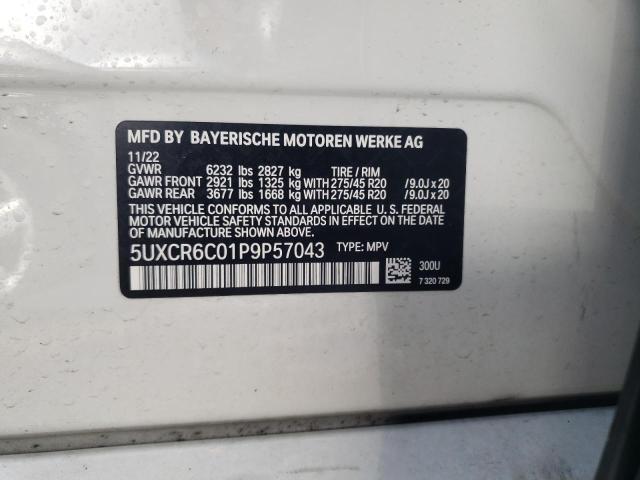 MFD BY BAYERISCHE MOTOREN WERKE AG
11/22
GVWR 6232 lbs 2827 kg TIRE / RIM
GAWR FRONT 2921 lbs 1325 kg WITH 275/45 R20 /9.0J x 20
GAWR REAR 3677 lbs 1668 kg WITH 275/45 R20 /9.0J x 20
THIS VEHICLE CONFORMS TO ALL APPLICABLE U. S. FEDERAL
MOTOR VEHICLE SAFETY STANDARDS IN EFFECT ON THE DATE
OF MANUFACTURE SHOWN ABOVE.
5UXCR6C01P9P57043 TYPE: MPV
300U
7 320 729